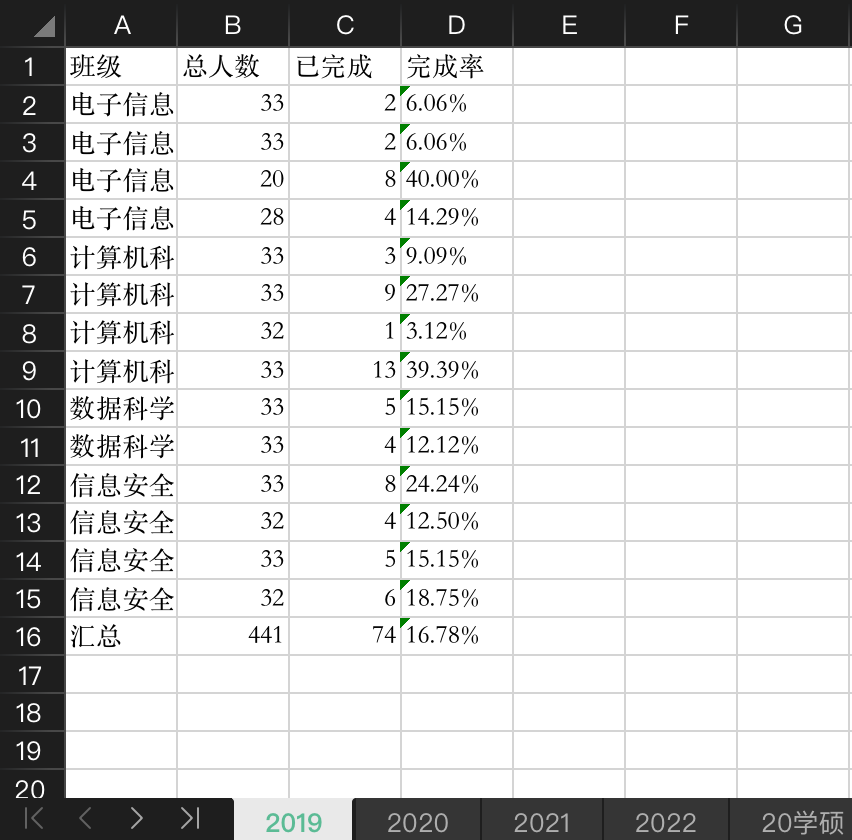 A B C D E F G
1 班级 总人数 已完成 完成率
2 电子信息 33 2 6.06%
3 电子信息 33 2 6.06%
4 电子信息 20 8 40.00%
5 电子信息 28 4 14.29%
6 计算机科 33 3 9.09%
7 计算机科 33 9 27.27%
8 计算机科 32 1 3.12%
9 计算机科 33 13 39.39%
10 数据科学 33 5 15.15%
11 数据科学 33 4 12.12%
12 信息安全 33 8 24.24%
13 信息安全 32 4 12.50%
14 信息安全 33 5 15.15%
15 信息安全 32 6 18.75%
16 汇总 441 74 16.78%
17
18
19
20
2019 2020 2021 2022 20学硕